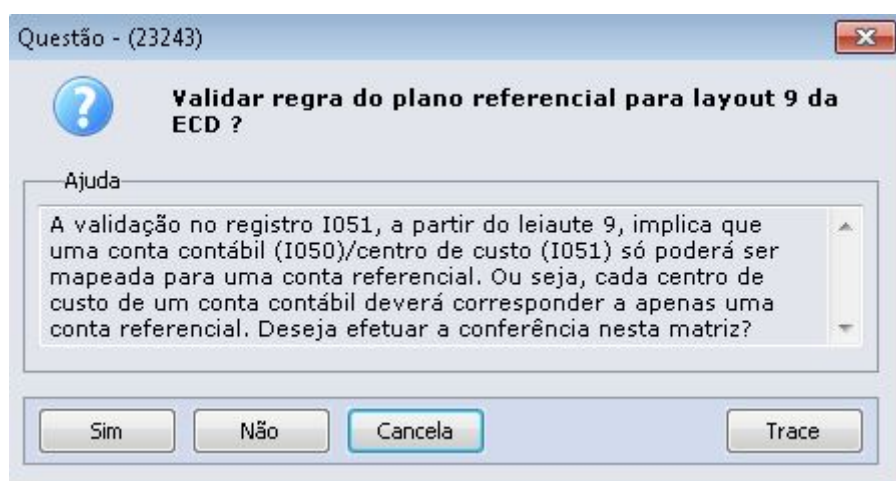 Questão - (23243)
Validar regra do plano referencial para layout 9 da
ECD ?
Ajuda
A validação no registro I051, a partir do leiaute 9, implica que
uma conta contábil (I050)/centro de custo (I051) só poderá ser
mapeada para uma conta referencial. Ou seja, cada centro de
custo de um conta contábil deverá corresponder a apenas uma
conta referencial. Deseja efetuar a conferência nesta matriz?
Sim
Não
Cancela
Trace